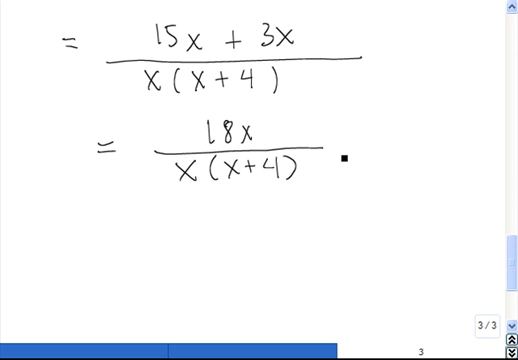 = 15x + 3x
x(x+4)
= 18x
x(x+4)
3/3
3